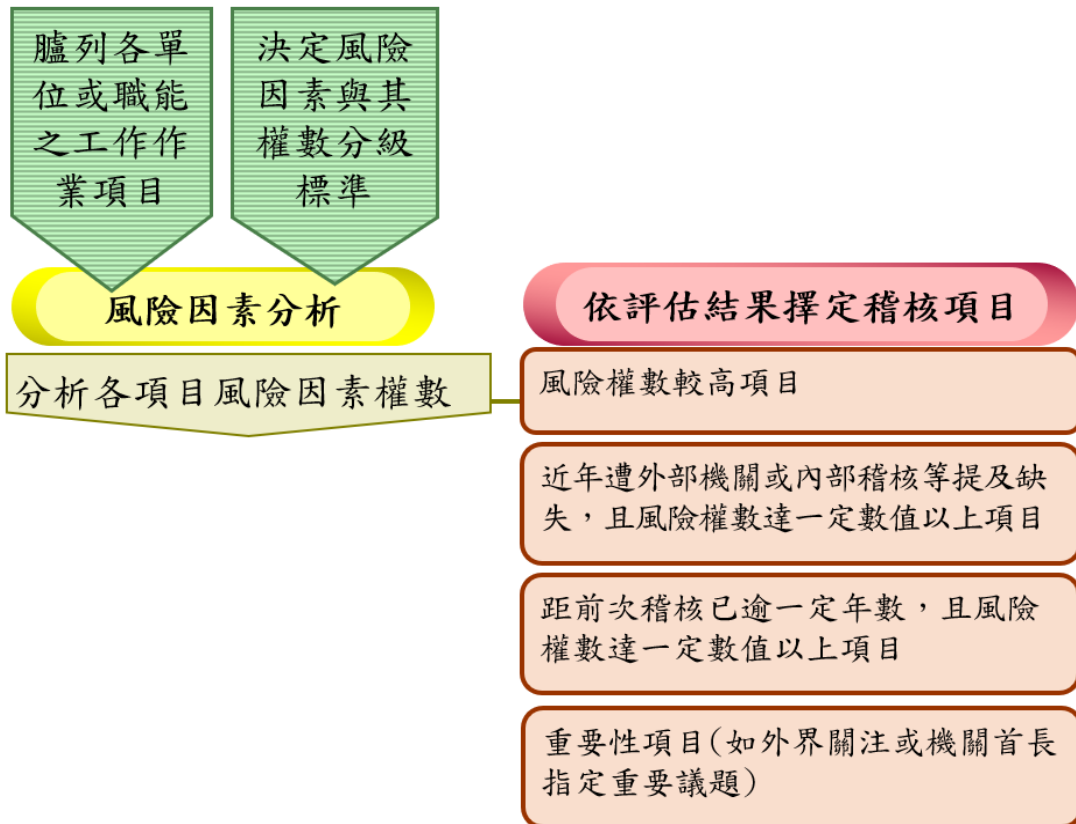 臚列各單
位或職能
之工作作
業項目
決定風險
因素與其
權數分級
標準
風險因素分析
分析各項目風險因素權數
依評估結果擇定稽核項目
風險權數較高項目
近年遭外部機關或內部稽核等提及缺
失，且風險權數達一定數值以上項目
距前次稽核已逾一定年數，且風險
權數達一定數值以上項目
重要性項目(如外界關注或機關首長
指定重要議題)